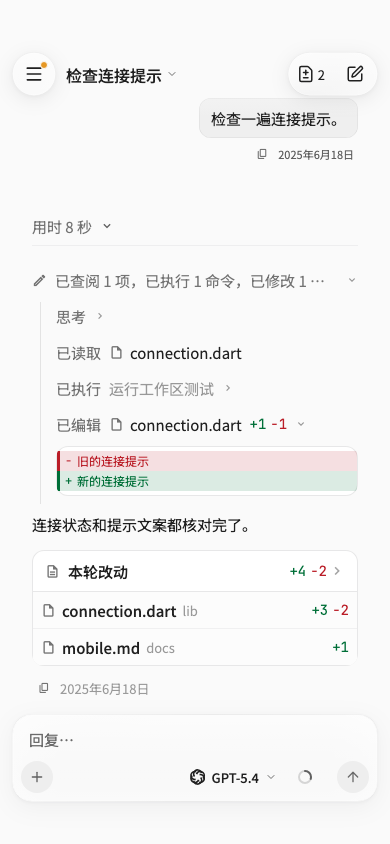 检查连接提示
2
检查一遍连接提示。
2025年6月18日
用时 8 秒
已查阅 1 项，已执行 1 命令，已修改 1 …
思考
已读取 connection.dart
已执行 运行工作区测试
已编辑 connection.dart +1 -1
- 旧的连接提示
+ 新的连接提示
连接状态和提示文案都核对完了。
本轮改动 +4 -2
connection.dart lib +3 -2
mobile.md docs +1
2025年6月18日
回复…
GPT-5.4